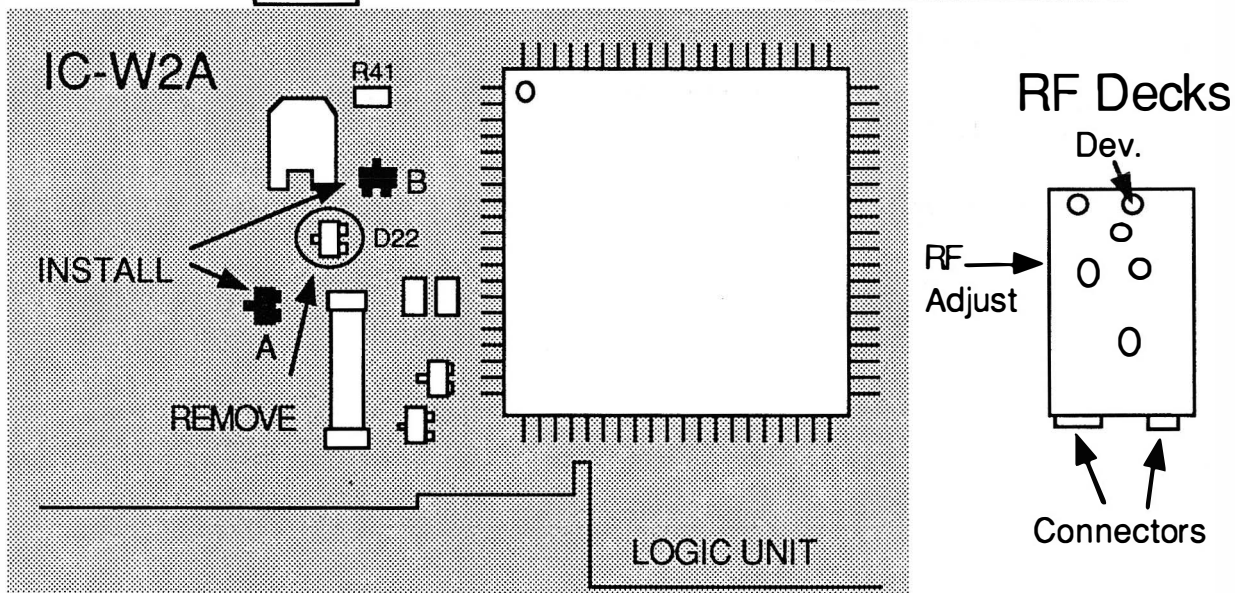 IC-W2A
R41
B
D22
INSTALL
A
REMOVE
LOGIC UNIT
RF Decks
Dev.
RF
Adjust
Connectors